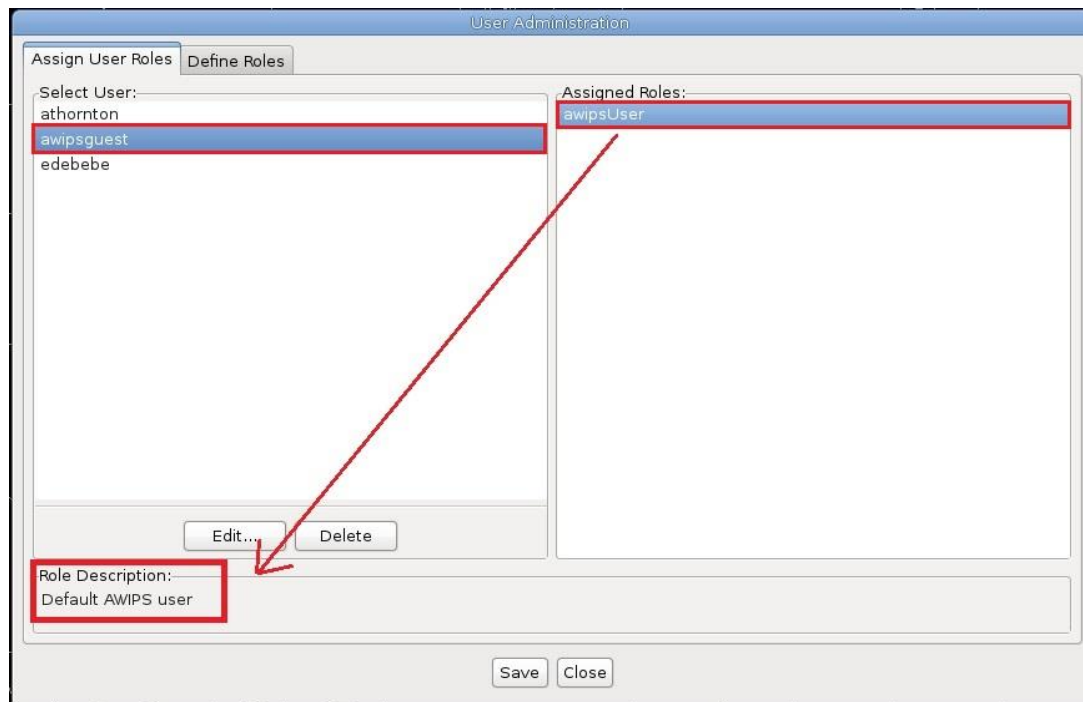 User Administration
Assign User Roles
Define Roles
Select User:
athornton
awipsguest
edebebe
Assigned Roles:
awipsUser
Edit...
Delete
Role Description:
Default AWIPS user
Save
Close